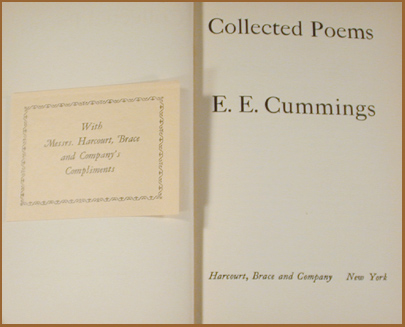 With
Messrs. Harcourt, Brace
and Company's
Compliments
Collected Poems
E. E. Cummings
Harcourt, Brace and Company New York